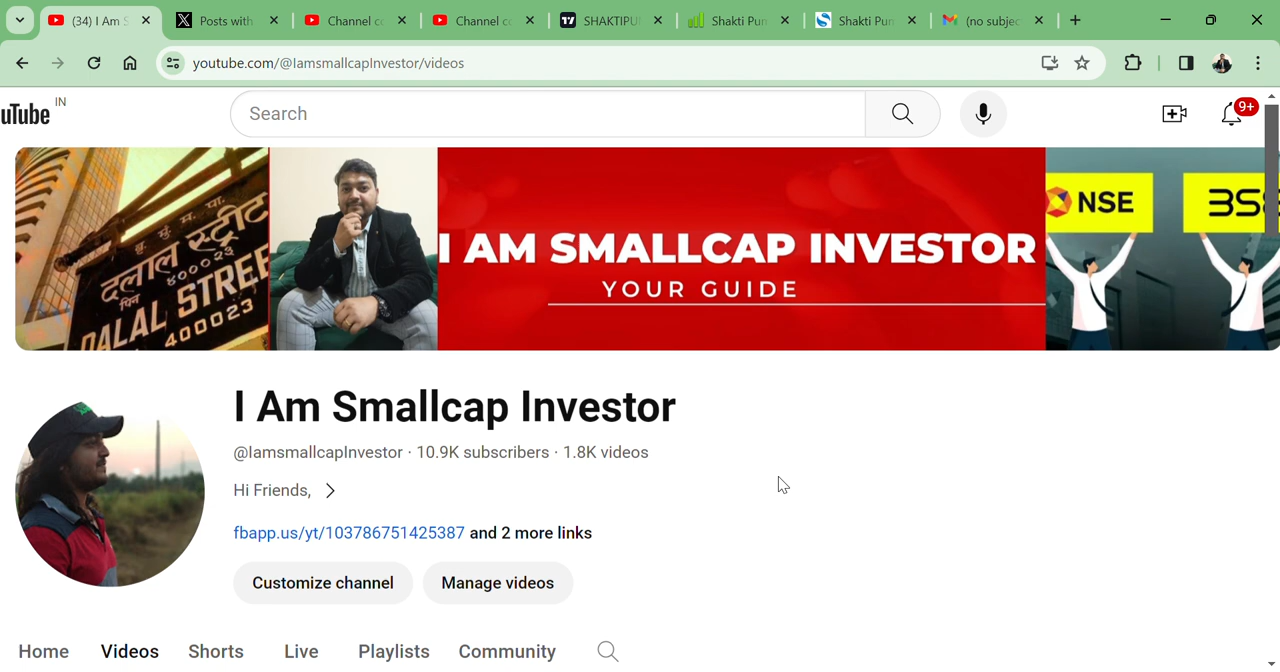 (34) I Am S
Posts with
Channel co
Channel co
SHAKTIPU
Shakti Pun
Shakti Pun
(no subjec
youtube.com/@IamsmallcapInvestor/videos
uTube IN
Search
9+
दलाल स्ट्रीट
पिन ४०००२३ म. म. पा.
DALAL STREE
400023
I AM SMALLCAP INVESTOR
YOUR GUIDE
NSE
BSE
I Am Smallcap Investor
@IamsmallcapInvestor · 10.9K subscribers · 1.8K videos
Hi Friends,
fbapp.us/yt/103786751425387 and 2 more links
Customize channel
Manage videos
Home Videos Shorts Live Playlists Community